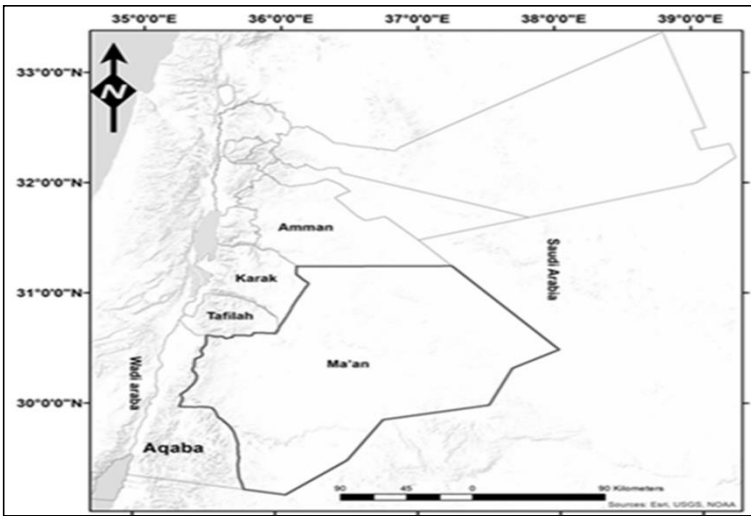 35°0'0"E 36°0'0"E 37°0'0"E 38°0'0"E 39°0'0"E
33°0'0"N
N
32°0'0"N
Amman
Saudi Arabia
Karak
31°0'0"N
Tafilah
Ma'an
Wadi araba
30°0'0"N
Aqaba
90 45 0 90 Kilometers
Sources: Esri, USGS, NOAA